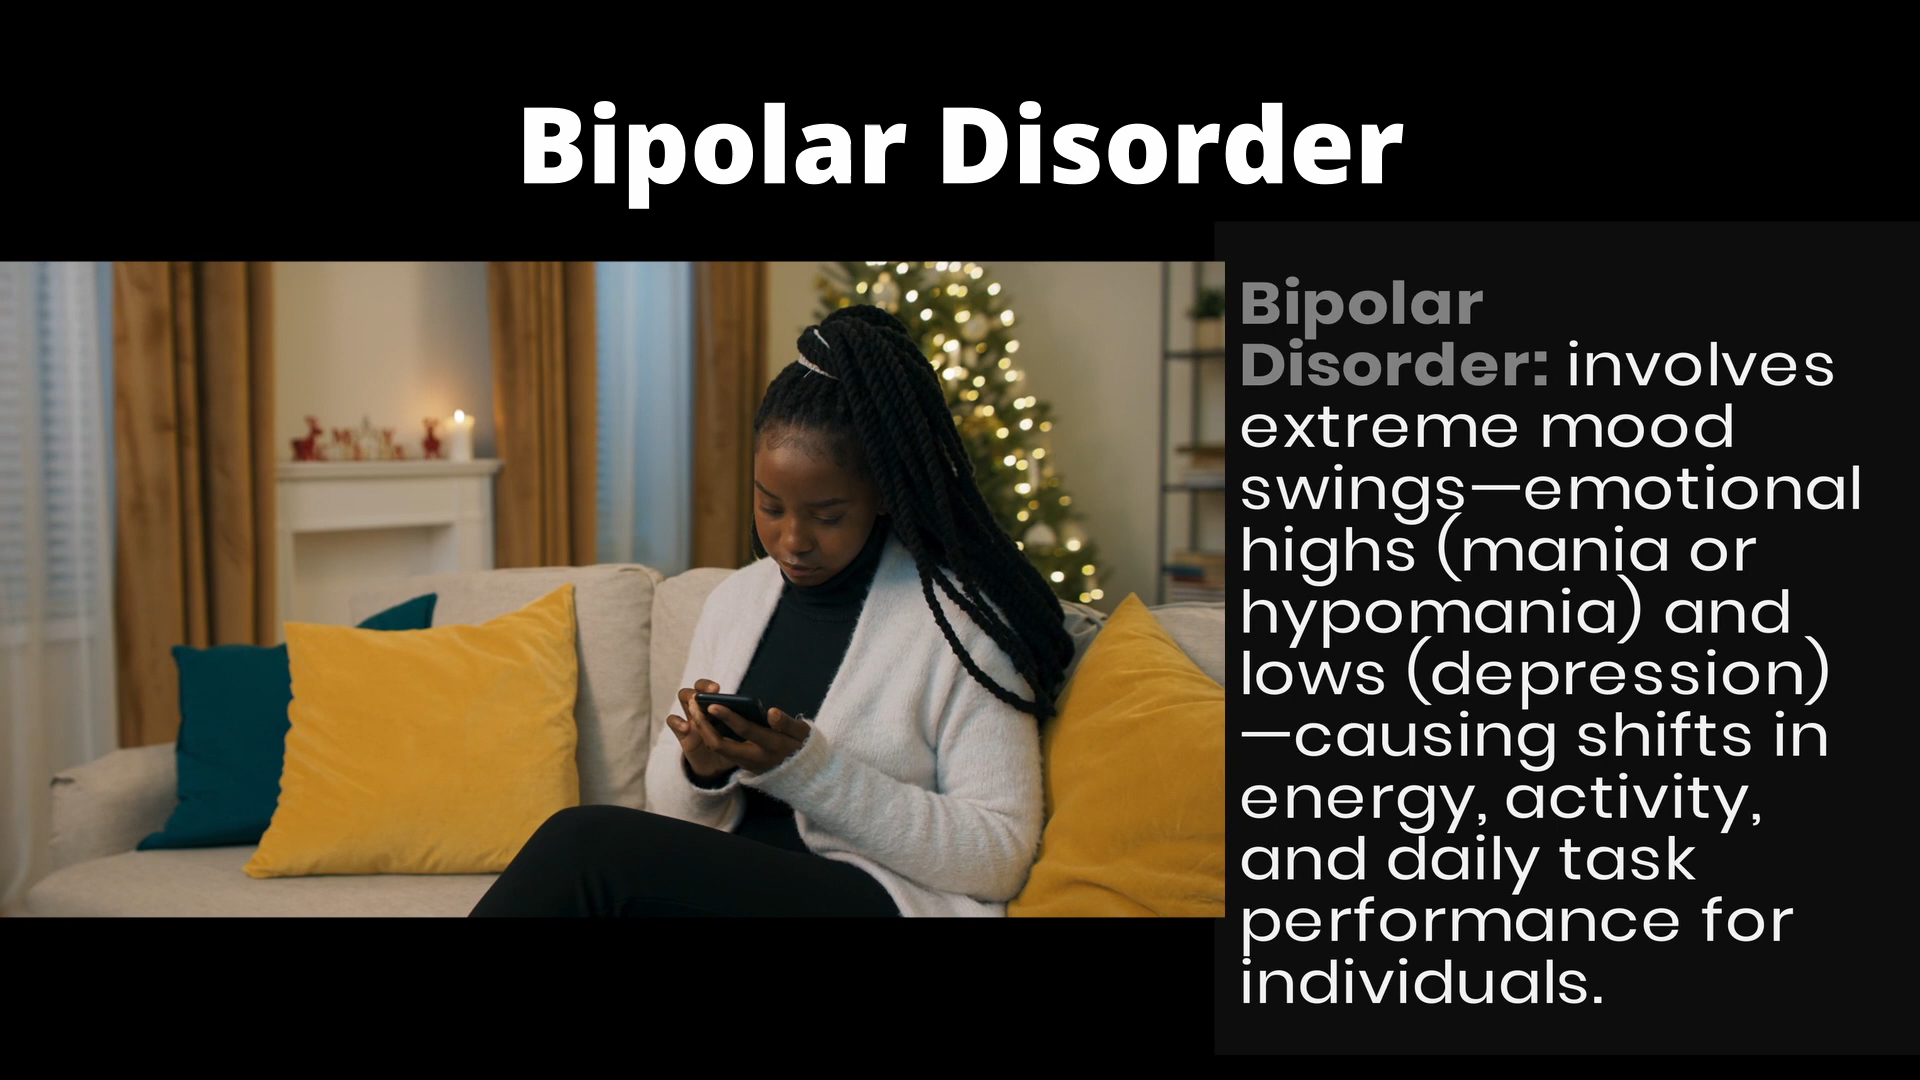 Bipolar Disorder
Bipolar
Disorder: involves
extreme mood
swings—emotional
highs (mania or
hypomania) and
lows (depression)
—causing shifts in
energy, activity,
and daily task
performance for
individuals.